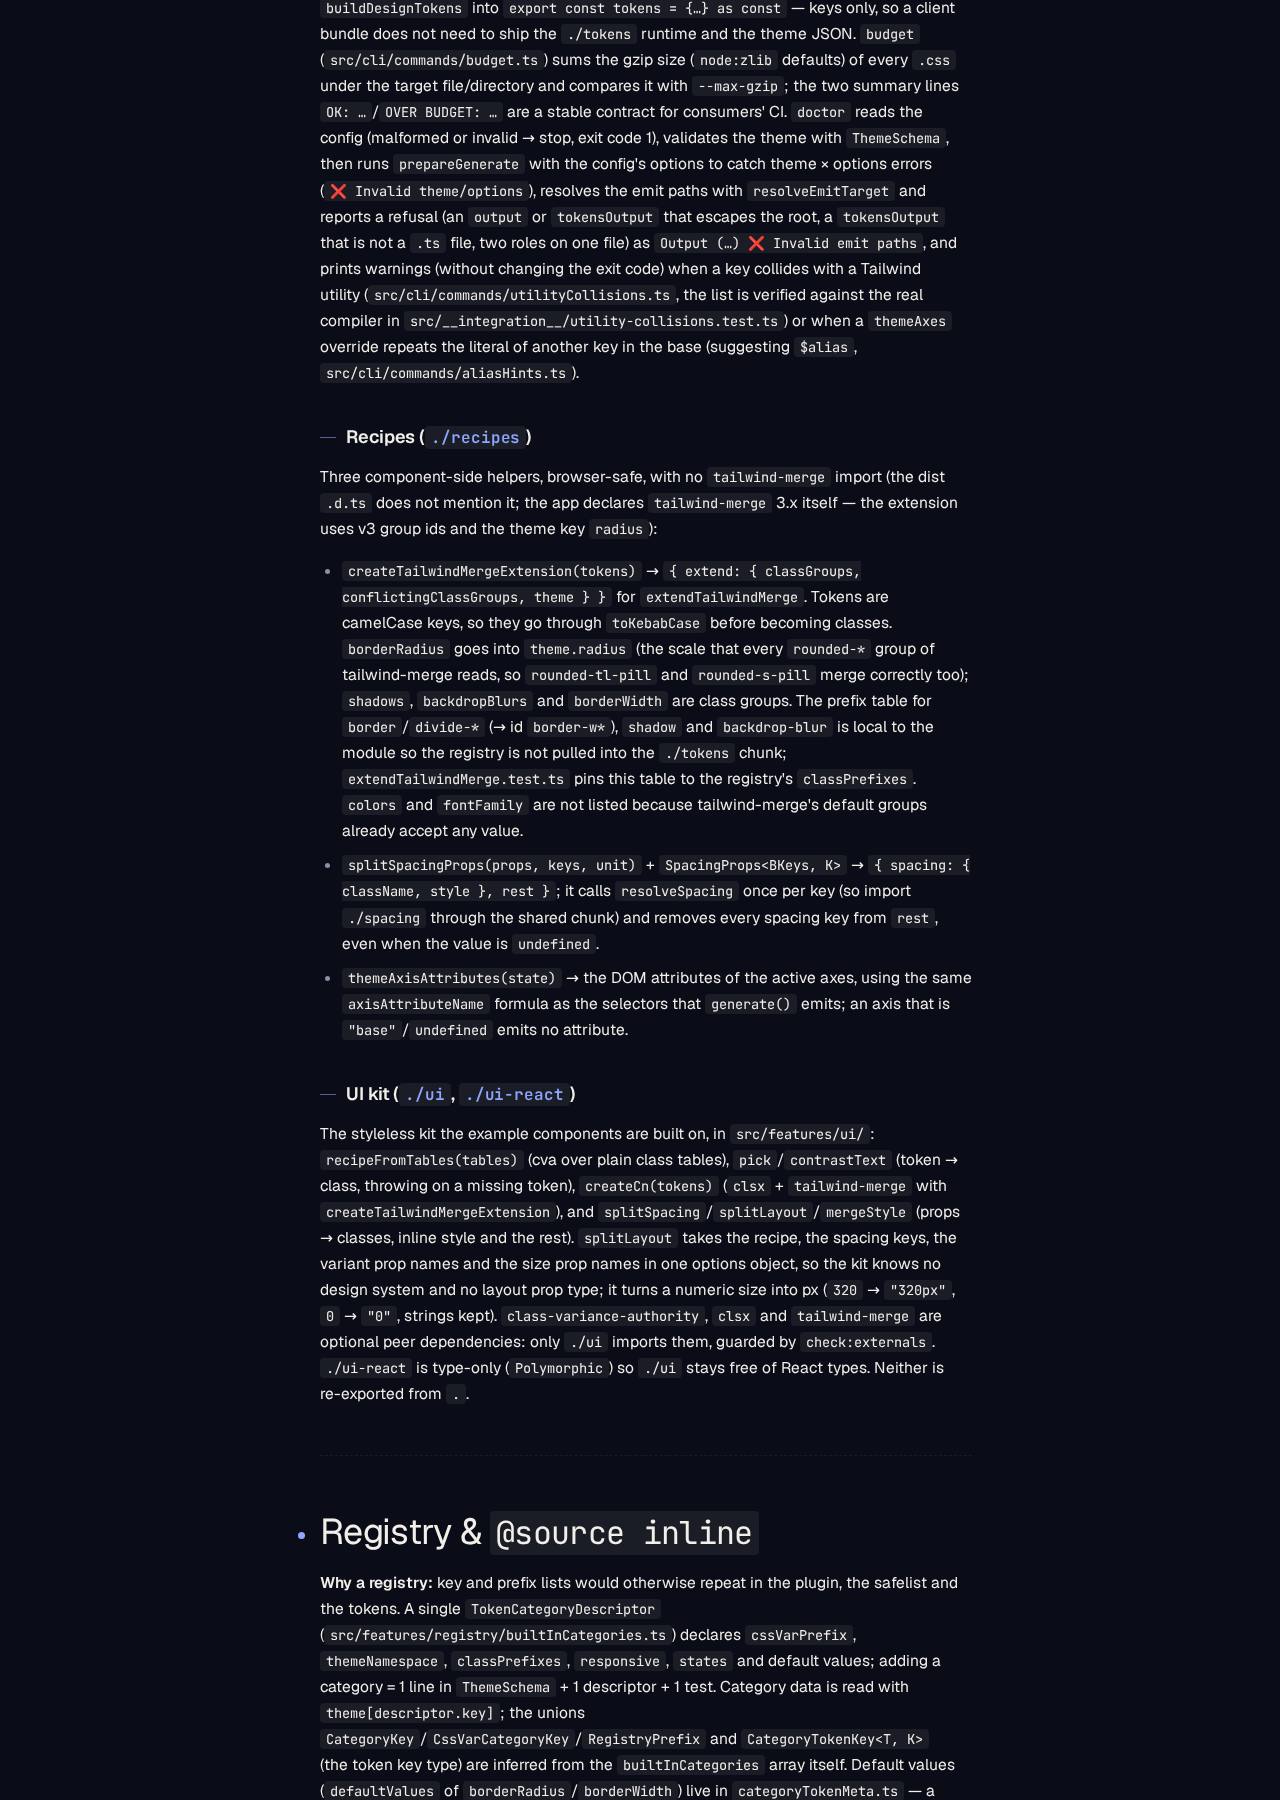 buildDesignTokens into export const tokens = {…} as const — keys only, so a client
bundle does not need to ship the ./tokens runtime and the theme JSON. budget
(src/cli/commands/budget.ts) sums the gzip size (node:zlib defaults) of every .css
under the target file/directory and compares it with --max-gzip; the two summary lines
OK: …/OVER BUDGET: … are a stable contract for consumers' CI. doctor reads the
config (malformed or invalid → stop, exit code 1), validates the theme with ThemeSchema,
then runs prepareGenerate with the config's options to catch theme × options errors
(❌ Invalid theme/options), resolves the emit paths with resolveEmitTarget and
reports a refusal (an output or tokensOutput that escapes the root, a tokensOutput
that is not a .ts file, two roles on one file) as Output (…) ❌ Invalid emit paths, and
prints warnings (without changing the exit code) when a key collides with a Tailwind
utility (src/cli/commands/utilityCollisions.ts, the list is verified against the real
compiler in src/__integration__/utility-collisions.test.ts) or when a themeAxes
override repeats the literal of another key in the base (suggesting $alias,
src/cli/commands/aliasHints.ts).
— Recipes (./recipes)
Three component-side helpers, browser-safe, with no tailwind-merge import (the dist
.d.ts does not mention it; the app declares tailwind-merge 3.x itself — the extension
uses v3 group ids and the theme key radius):
• createTailwindMergeExtension(tokens) → { extend: { classGroups,
conflictingClassGroups, theme } } for extendTailwindMerge. Tokens are
camelCase keys, so they go through toKebabCase before becoming classes.
borderRadius goes into theme.radius (the scale that every rounded-* group of
tailwind-merge reads, so rounded-tl-pill and rounded-s-pill merge correctly too);
shadows, backdropBlurs and borderWidth are class groups. The prefix table for
border/divide-* (→ id border-w*), shadow and backdrop-blur is local to the
module so the registry is not pulled into the ./tokens chunk;
extendTailwindMerge.test.ts pins this table to the registry's classPrefixes.
colors and fontFamily are not listed because tailwind-merge's default groups
already accept any value.
• splitSpacingProps(props, keys, unit) + SpacingProps<BKeys, K> → { spacing: {
className, style }, rest }; it calls resolveSpacing once per key (so import
./spacing through the shared chunk) and removes every spacing key from rest,
even when the value is undefined.
• themeAxisAttributes(state) → the DOM attributes of the active axes, using the same
axisAttributeName formula as the selectors that generate() emits; an axis that is
"base"/undefined emits no attribute.
— UI kit (./ui, ./ui-react)
The styleless kit the example components are built on, in src/features/ui/:
recipeFromTables(tables) (cva over plain class tables), pick/contrastText (token →
class, throwing on a missing token), createCn(tokens) (clsx + tailwind-merge with
createTailwindMergeExtension), and splitSpacing/splitLayout/mergeStyle (props
→ classes, inline style and the rest). splitLayout takes the recipe, the spacing keys, the
variant prop names and the size prop names in one options object, so the kit knows no
design system and no layout prop type; it turns a numeric size into px (320 → "320px",
0 → "0", strings kept). class-variance-authority, clsx and tailwind-merge are
optional peer dependencies: only ./ui imports them, guarded by check:externals.
./ui-react is type-only (Polymorphic) so ./ui stays free of React types. Neither is
re-exported from ..
• Registry & @source inline
Why a registry: key and prefix lists would otherwise repeat in the plugin, the safelist and
the tokens. A single TokenCategoryDescriptor
(src/features/registry/builtInCategories.ts) declares cssVarPrefix,
themeNamespace, classPrefixes, responsive, states and default values; adding a
category = 1 line in ThemeSchema + 1 descriptor + 1 test. Category data is read with
theme[descriptor.key]; the unions
CategoryKey/CssVarCategoryKey/RegistryPrefix and CategoryTokenKey<T, K>
(the token key type) are inferred from the builtInCategories array itself. Default values
(defaultValues of borderRadius/borderWidth) live in categoryTokenMeta.ts — a